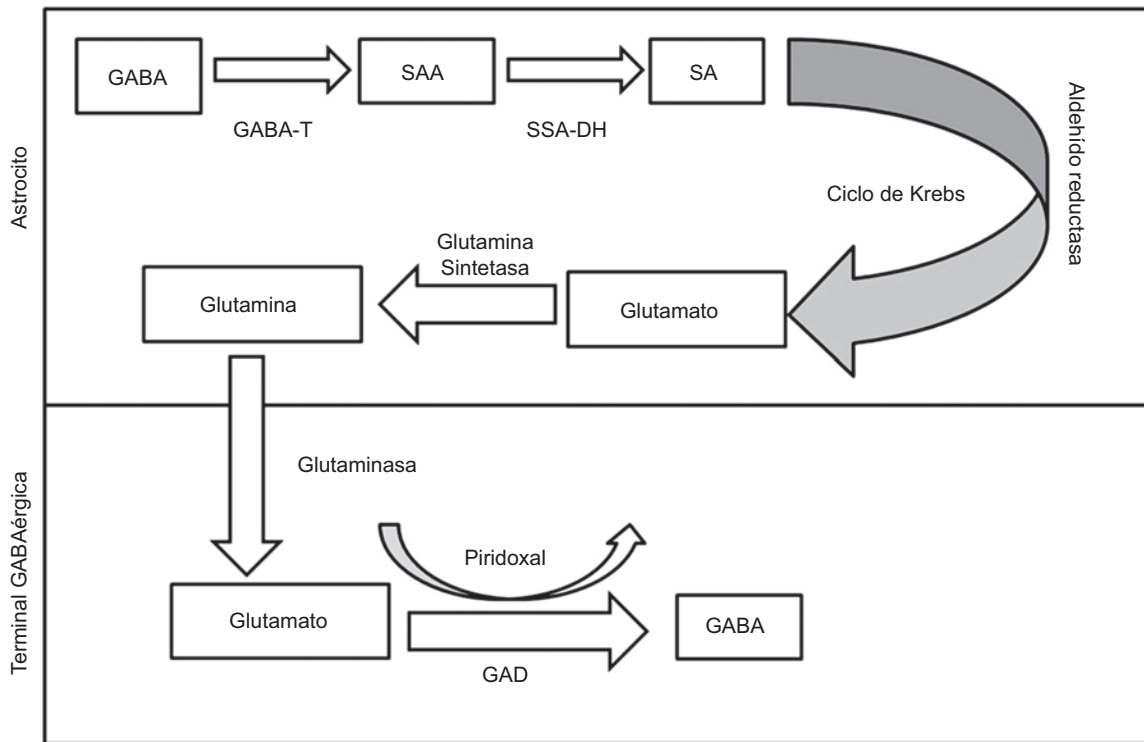 Astrocito
GABA
SAA
SA
GABA-T
SSA-DH
Aldehído reductasa
Ciclo de Krebs
Glutamina
Sintetasa
Glutamina
Glutamato
Terminal GABAérgica
Glutaminasa
Piridoxal
Glutamato
GABA
GAD